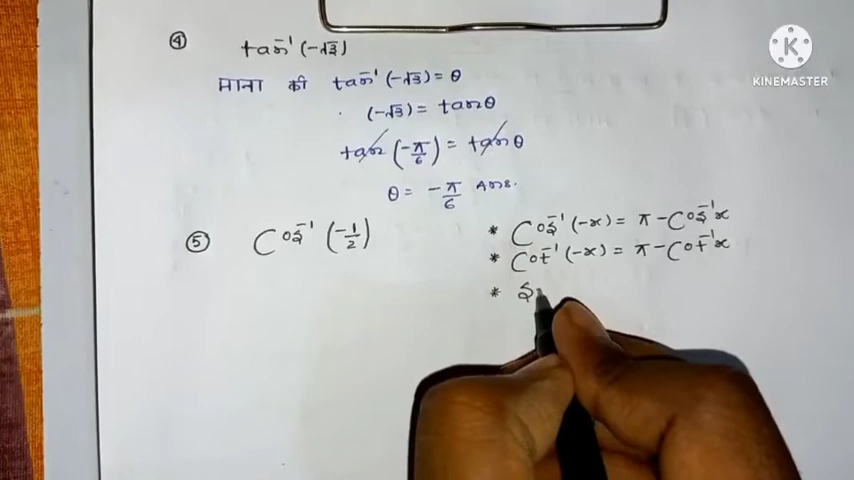 ④ tan⁻¹(-√3)
माना की tan⁻¹(-√3) = θ
(-√3) = tanθ
tan(-π/6) = tanθ
θ = -π/6 Ans.
⑤ Cos⁻¹(-1/2)
* Cos⁻¹(-x) = π - Cos⁻¹x
* Cot⁻¹(-x) = π - Cot⁻¹x
* S
KINEMASTER